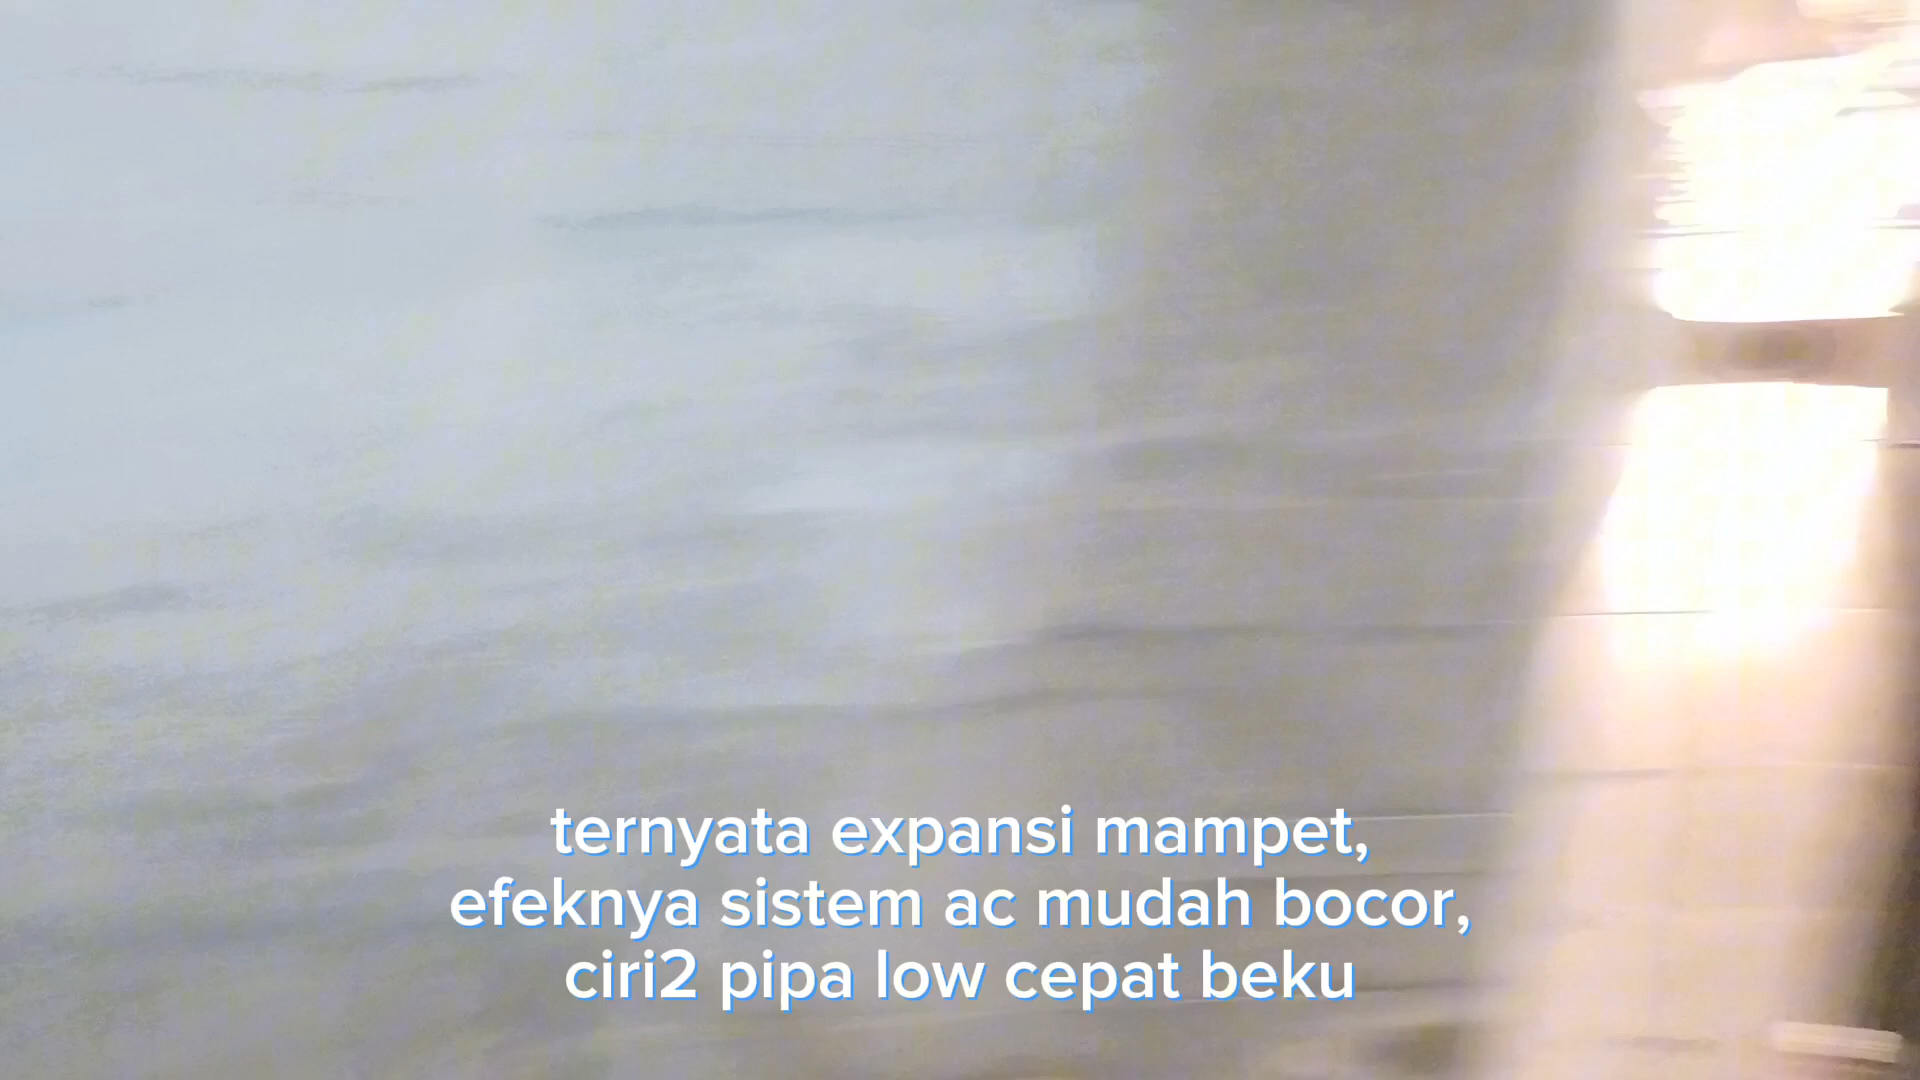 ternyata expansi mampet,
efeknya sistem ac mudah bocor,
ciri2 pipa low cepat beku